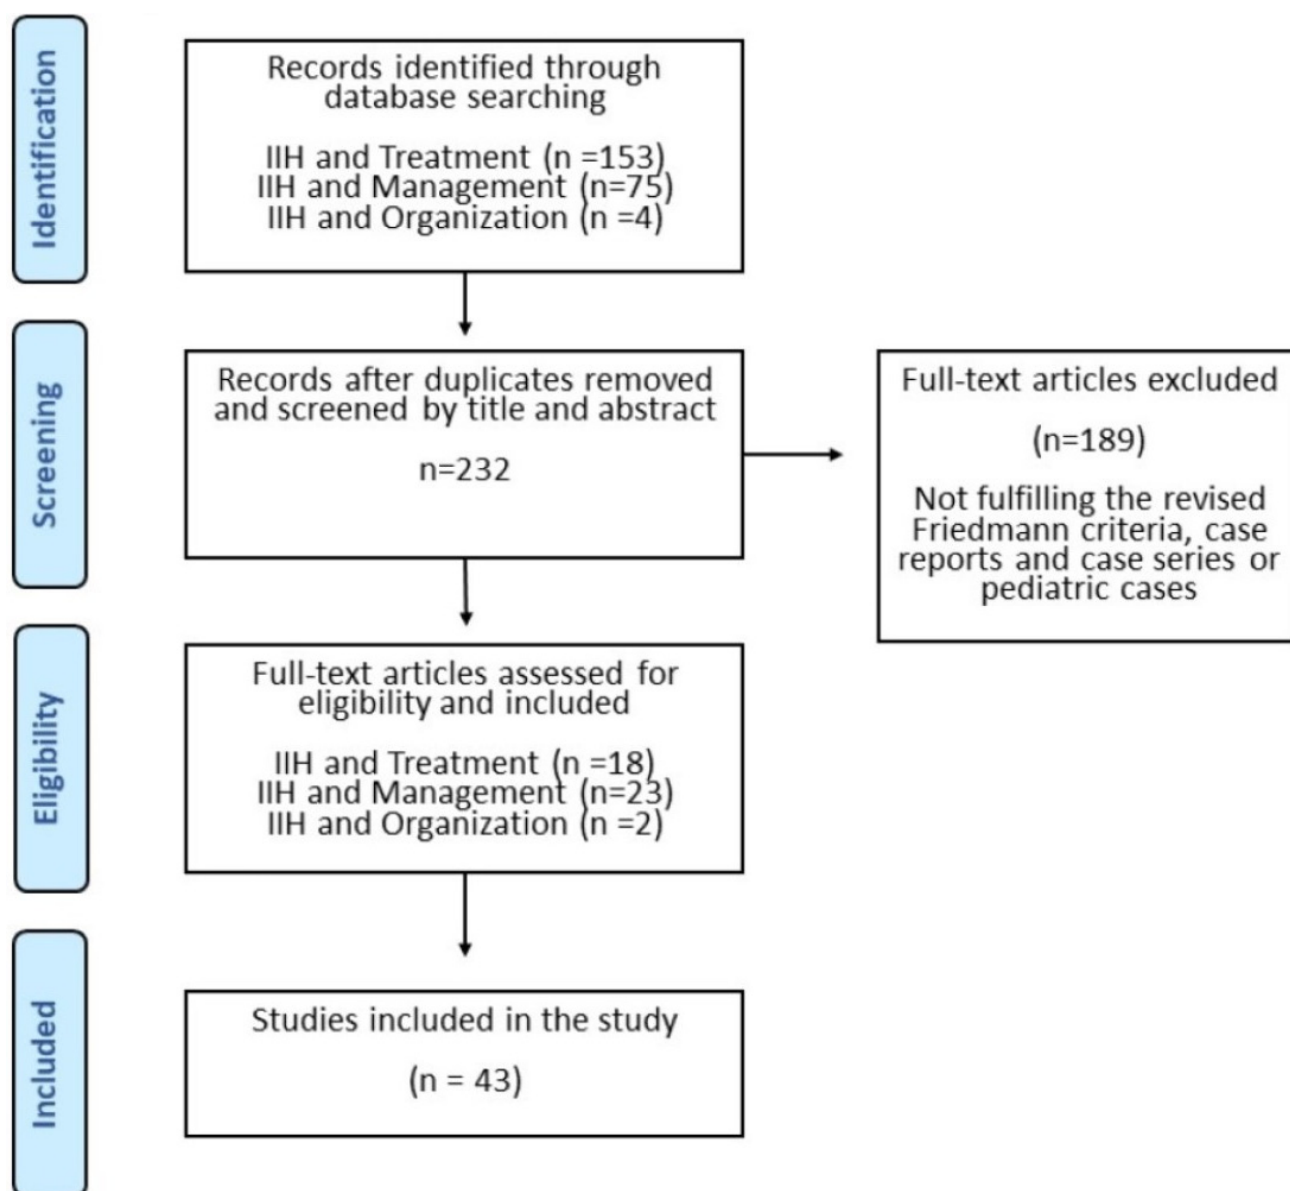 Identification
Records identified through
database searching
IIH and Treatment (n =153)
IIH and Management (n=75)
IIH and Organization (n =4)
Screening
Records after duplicates removed
and screened by title and abstract
n=232
Full-text articles excluded
(n=189)
Not fulfilling the revised
Friedmann criteria, case
reports and case series or
pediatric cases
Eligibility
Full-text articles assessed for
eligibility and included
IIH and Treatment (n =18)
IIH and Management (n=23)
IIH and Organization (n =2)
Included
Studies included in the study
(n = 43)